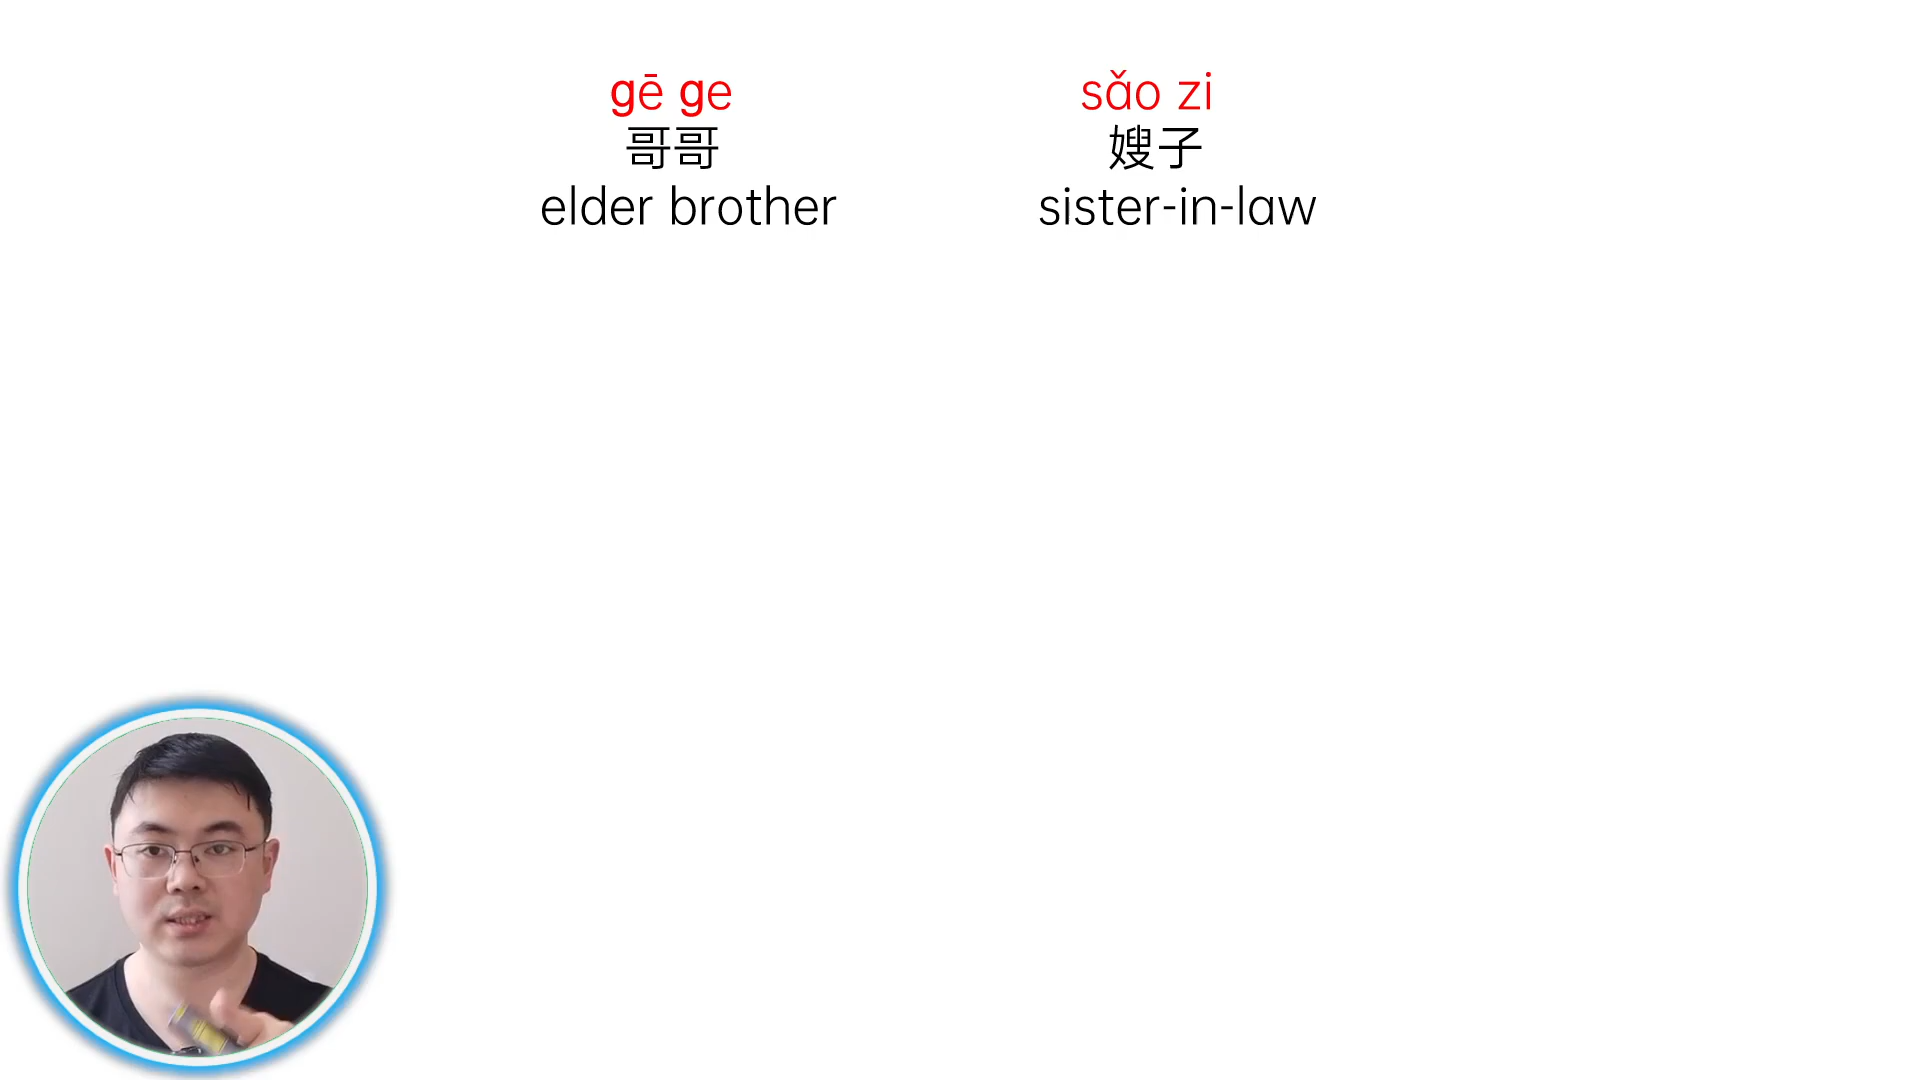 gē ge
哥哥
elder brother
sǎo zi
嫂子
sister-in-law